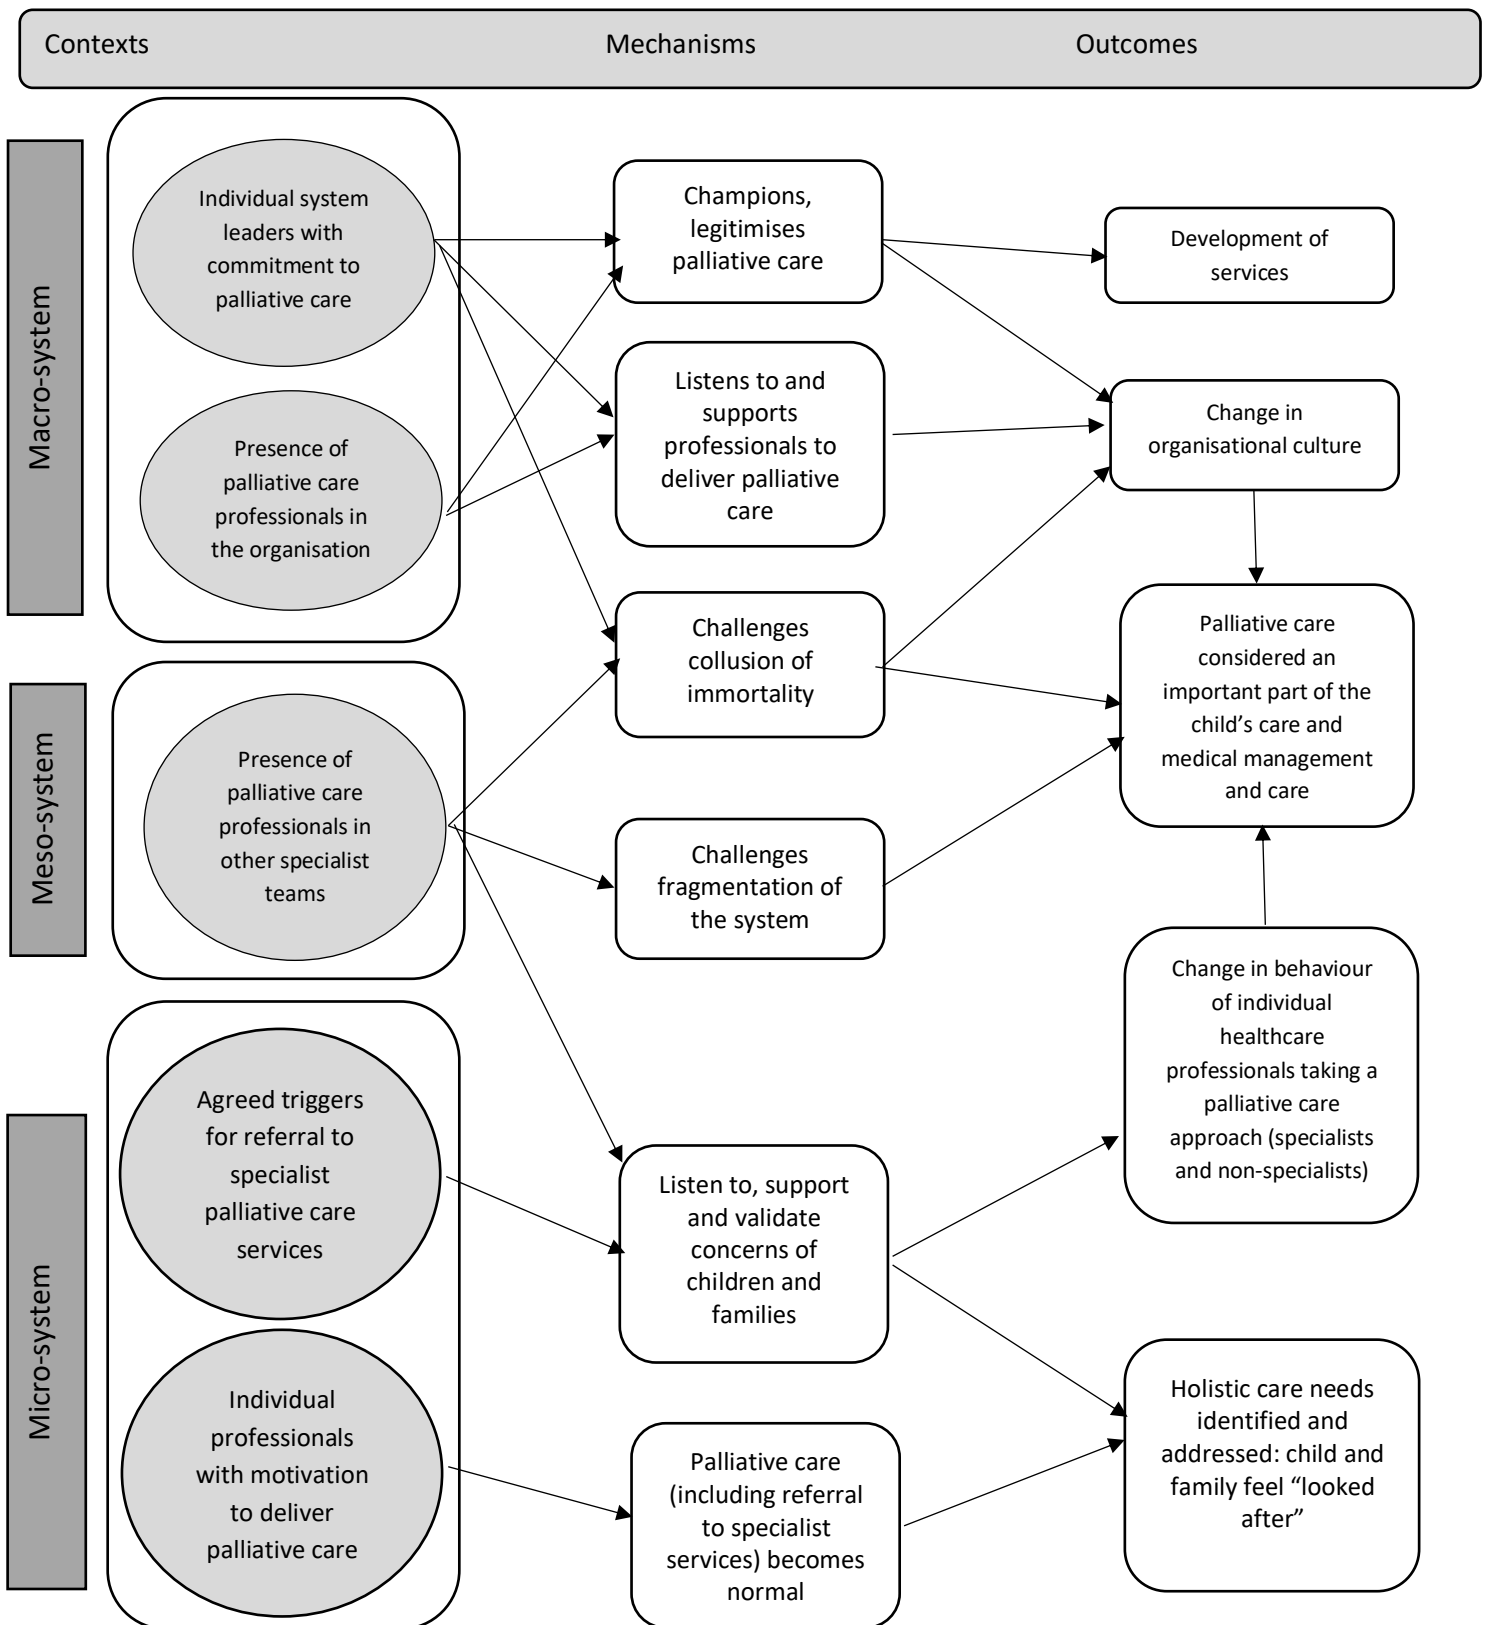 Contexts
Mechanisms
Outcomes
Macro-system
Individual system
leaders with
commitment to
palliative care
Presence of
palliative care
professionals in
the organisation
Champions,
legitimises
palliative care
Listens to and
supports
professionals to
deliver palliative
care
Challenges
collusion of
immortality
Development of
services
Change in
organisational culture
Palliative care
considered an
important part of the
child’s care and
medical management
and care
Meso-system
Presence of
palliative care
professionals in
other specialist
teams
Challenges
fragmentation of
the system
Change in behaviour
of individual
healthcare
professionals taking a
palliative care
approach (specialists
and non-specialists)
Micro-system
Agreed triggers
for referral to
specialist
palliative care
services
Individual
professionals
with motivation
to deliver
palliative care
Listen to, support
and validate
concerns of
children and
families
Palliative care
(including referral
to specialist
services) becomes
normal
Holistic care needs
identified and
addressed: child and
family feel “looked
after”